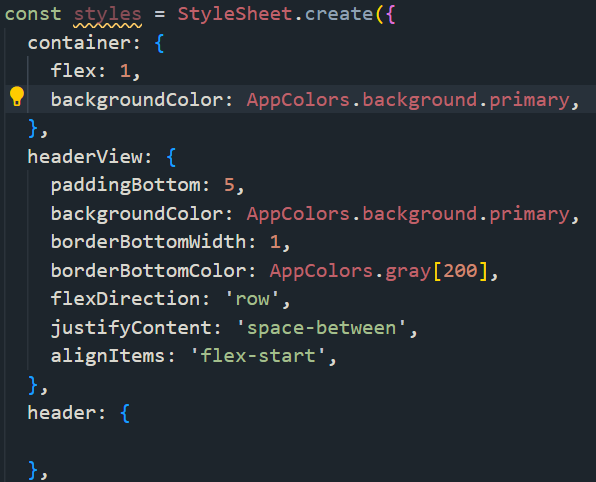 const styles = StyleSheet.create({
container: {
flex: 1,
backgroundColor: AppColors.background.primary,
},
headerView: {
paddingBottom: 5,
backgroundColor: AppColors.background.primary,
borderBottomWidth: 1,
borderBottomColor: AppColors.gray[200],
flexDirection: 'row',
justifyContent: 'space-between',
alignItems: 'flex-start',
},
header: {
},